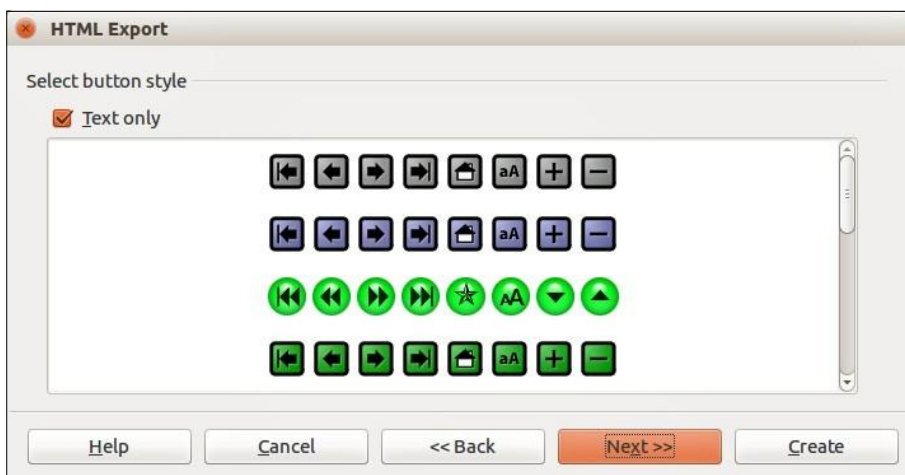 HTML Export
Select button style
Text only
aA
aA
AA
aA
Help Cancel << Back Next >> Create